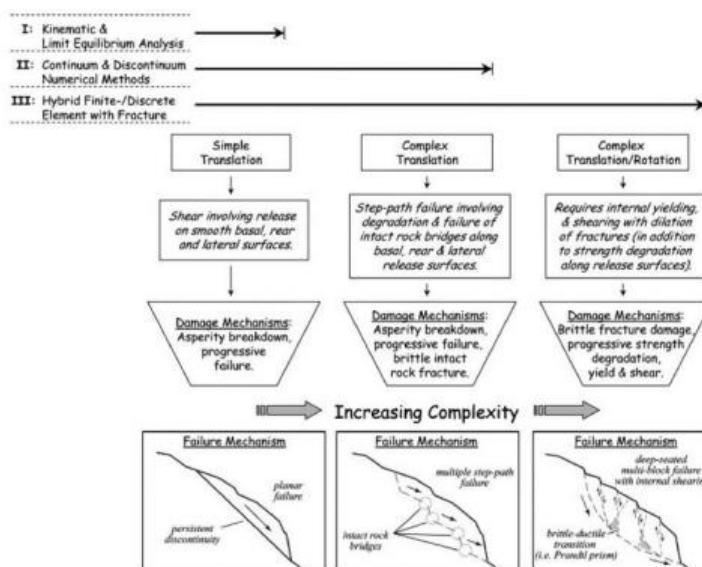 I: Kinematic &
Limit Equilibrium Analysis
II: Continuum & Discontinuum
Numerical Methods
III: Hybrid Finite-/Discrete
Element with Fracture
Simple
Translation
Complex
Translation
Complex
Translation/Rotation
Shear involving release
on smooth basal, rear
and lateral surfaces.
Step-path failure involving
degradation & failure of
intact rock bridges along
basal, rear & lateral
release surfaces.
Requires internal yielding,
& shearing with dilation
of fractures (in addition
to strength degradation
along release surfaces).
Damage Mechanisms:
Asperity breakdown,
progressive
failure.
Damage Mechanisms:
Asperity breakdown,
progressive failure,
brittle intact
rock fracture.
Damage Mechanisms:
Brittle fracture damage,
progressive strength
degradation,
yield & shear.
Increasing Complexity
Failure Mechanism
planar
failure
persistent
discontinuity
Failure Mechanism
multiple step-path
failure
intact rock
bridges
Failure Mechanism
deep-seated
multi-block failure
with internal shearing
brittle-ductile
transition
(i.e. Prandtl prism)